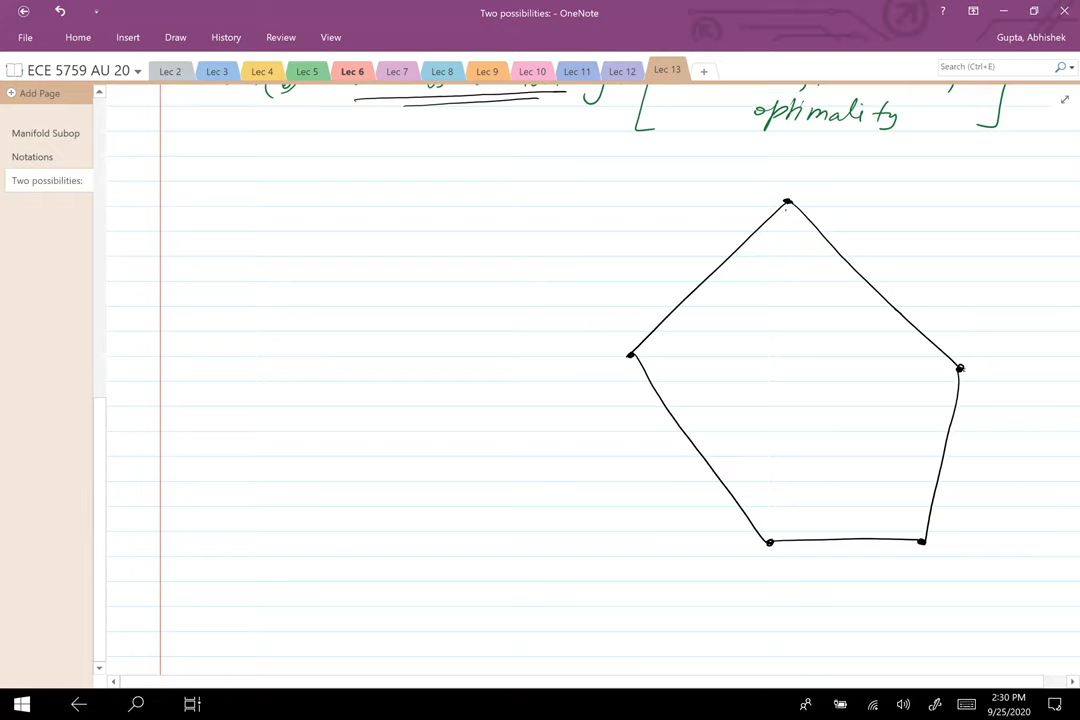 Two possibilities: - OneNote
File Home Insert Draw History Review View
Gupta, Abhishek
ECE 5759 AU 20
Lec 2 Lec 3 Lec 4 Lec 5 Lec 6 Lec 7 Lec 8 Lec 9 Lec 10 Lec 11 Lec 12 Lec 13
Search (Ctrl+E)
Add Page
Manifold Subop
Notations
Two possibilities:
optimality
2:30 PM
9/25/2020